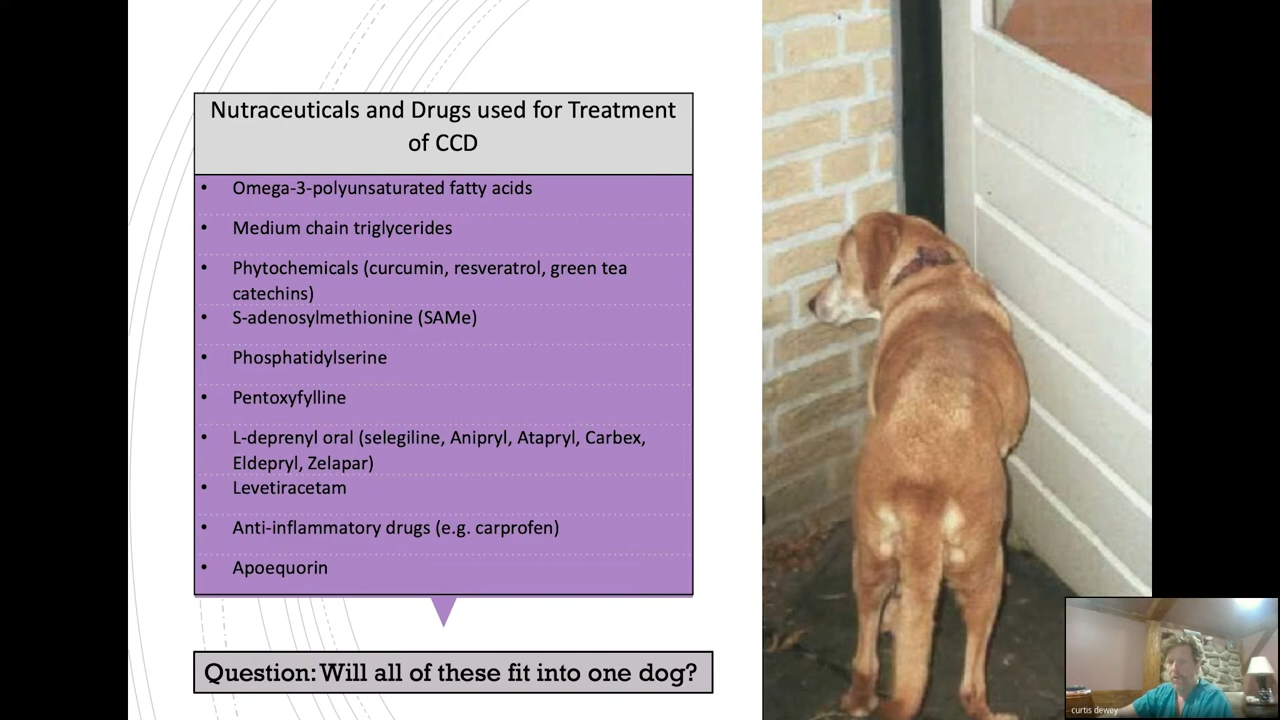 Nutraceuticals and Drugs used for Treatment
of CCD
• Omega-3-polyunsaturated fatty acids
• Medium chain triglycerides
• Phytochemicals (curcumin, resveratrol, green tea
catechins)
• S-adenosylmethionine (SAMe)
• Phosphatidylserine
• Pentoxyfylline
• L-deprenyl oral (selegiline, Anipryl, Atapryl, Carbex,
Eldepryl, Zelapar)
• Levetiracetam
• Anti-inflammatory drugs (e.g. carprofen)
• Apoequorin
Question: Will all of these fit into one dog?
curtis dewey